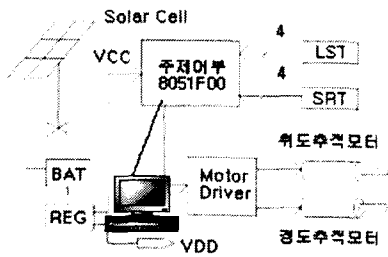 Solar Cell
VCC
주제어부
8051F00
4
LST
4
SRT
BAT
REG
Motor
Driver
위도추적모터
경도추적모터
VDD